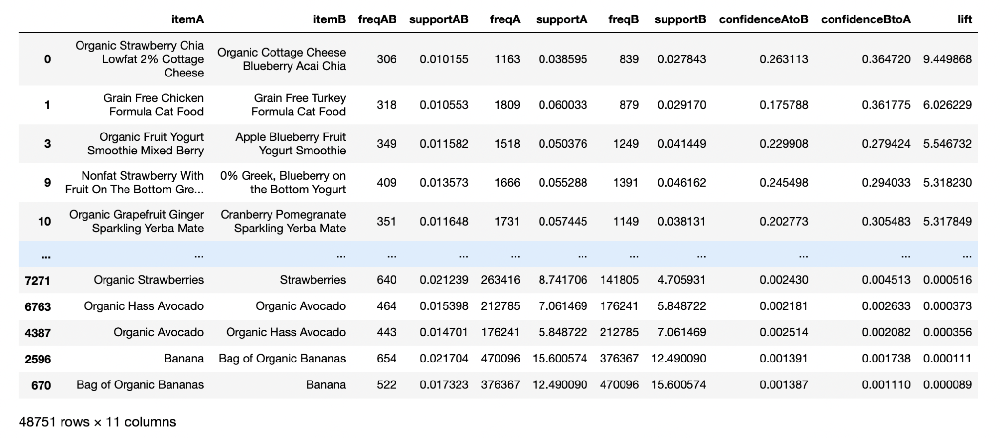 itemA itemB freqAB supportAB freqA supportA freqB supportB confidenceAtoB confidenceBtoA lift
Organic Strawberry Chia
Lowfat 2% Cottage
Cheese
Organic Cottage Cheese
Blueberry Acai Chia
0 306 0.010155 1163 0.038595 839 0.027843 0.263113 0.364720 9.449868
Grain Free Chicken
Formula Cat Food
Grain Free Turkey
Formula Cat Food
1 318 0.010553 1809 0.060033 879 0.029170 0.175788 0.361775 6.026229
Organic Fruit Yogurt
Smoothie Mixed Berry
Apple Blueberry Fruit
Yogurt Smoothie
3 349 0.011582 1518 0.050376 1249 0.041449 0.229908 0.279424 5.546732
Nonfat Strawberry With
Fruit On The Bottom Gre...
0% Greek, Blueberry on
the Bottom Yogurt
9 409 0.013573 1666 0.055288 1391 0.046162 0.245498 0.294033 5.318230
Organic Grapefruit Ginger
Sparkling Yerba Mate
Cranberry Pomegranate
Sparkling Yerba Mate
10 351 0.011648 1731 0.057445 1149 0.038131 0.202773 0.305483 5.317849
... ... ... ... ... ... ... ... ... ... ... ...
7271 Organic Strawberries Strawberries 640 0.021239 263416 8.741706 141805 4.705931 0.002430 0.004513 0.000516
6763 Organic Hass Avocado Organic Avocado 464 0.015398 212785 7.061469 176241 5.848722 0.002181 0.002633 0.000373
4387 Organic Avocado Organic Hass Avocado 443 0.014701 176241 5.848722 212785 7.061469 0.002514 0.002082 0.000356
2596 Banana Bag of Organic Bananas 654 0.021704 470096 15.600574 376367 12.490090 0.001391 0.001738 0.000111
670 Bag of Organic Bananas Banana 522 0.017323 376367 12.490090 470096 15.600574 0.001387 0.001110 0.000089
48751 rows × 11 columns